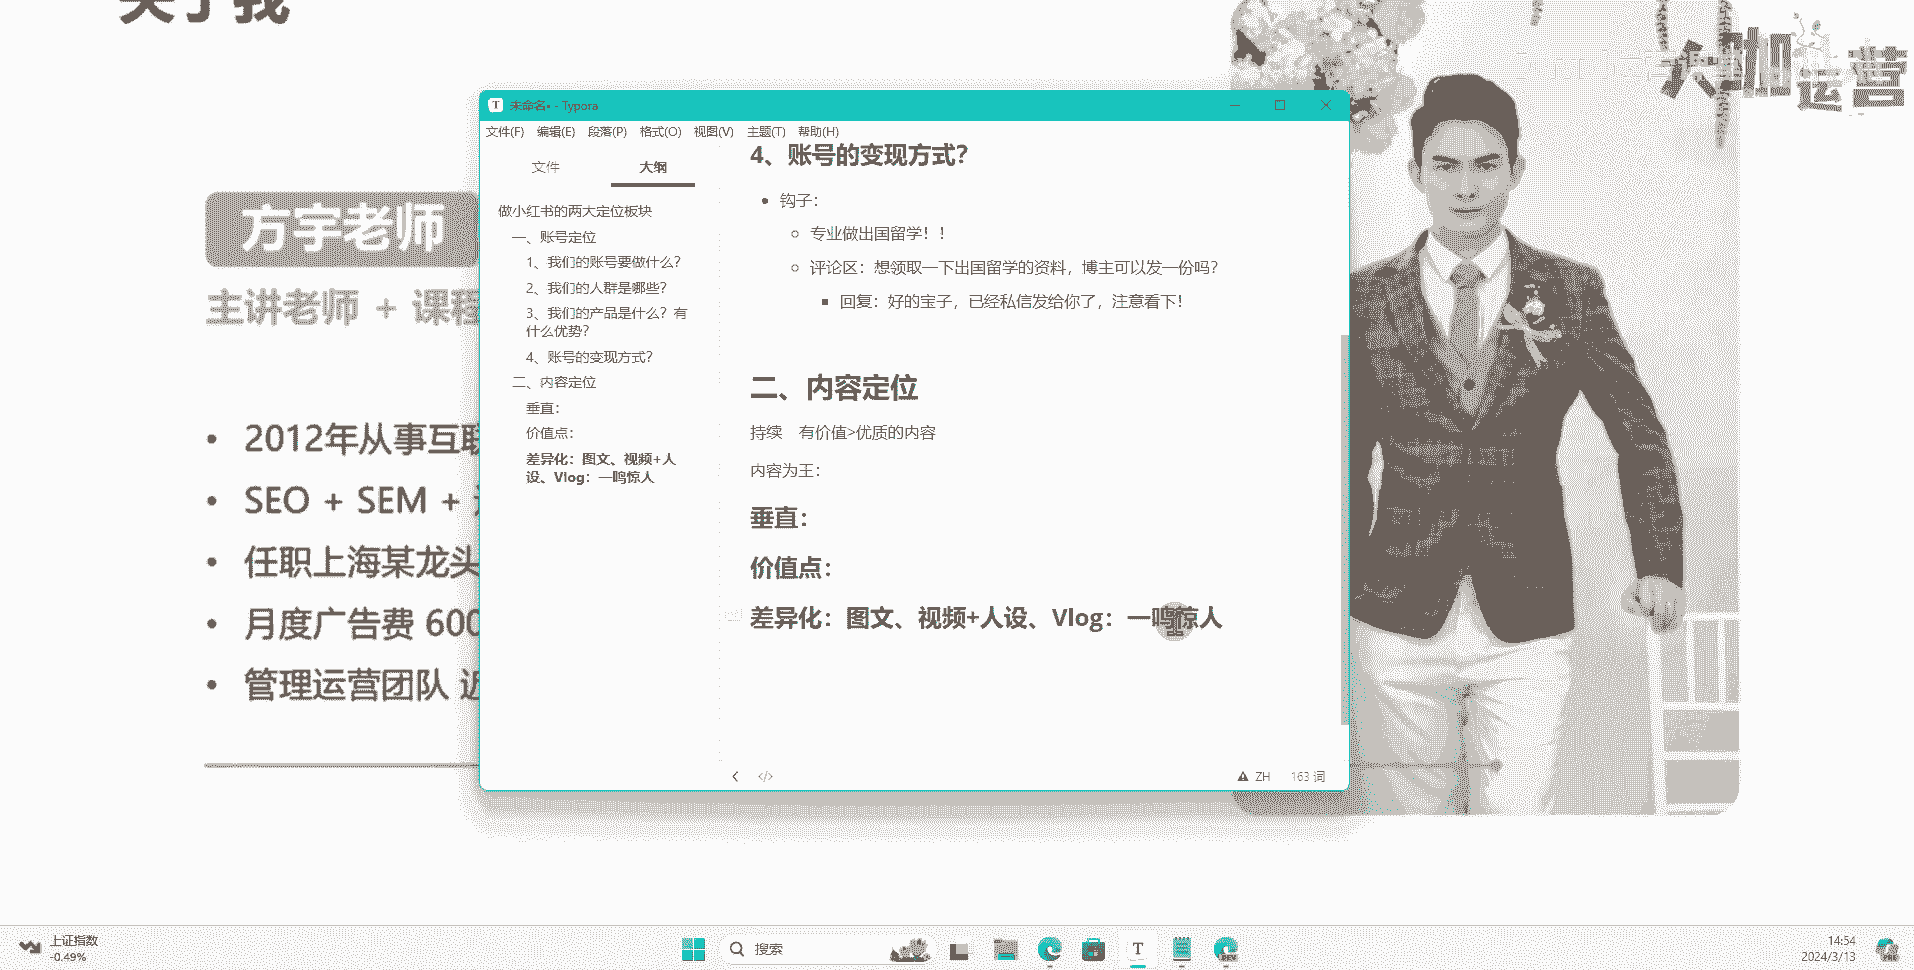 关于我
大咖
运营
方宇老师
主讲老师 + 课程
2012年从事互联
SEO + SEM +
任职上海某龙头
月度广告费 600
管理运营团队 近
未命名• - Typora
文件(F) 编辑(E) 段落(P) 格式(O) 视图(V) 主题(T) 帮助(H)
文件 大纲
做小红书的两大定位板块
一、账号定位
1、我们的账号要做什么？
2、我们的人群是哪些？
3、我们的产品是什么？有
什么优势？
4、账号的变现方式？
二、内容定位
垂直：
价值点：
差异化：图文、视频+人
设、Vlog：一鸣惊人
4、账号的变现方式？
钩子：
专业做出国留学！！
评论区：想领取一下出国留学的资料，博主可以发一份吗？
回复：好的宝子，已经私信发给你了，注意看下！
二、内容定位
持续 有价值>优质的内容
内容为王：
垂直：
价值点：
差异化：图文、视频+人设、Vlog：一鸣惊人
ZH 163 词
上证指数
-0.49%
搜索
14:54
2024/3/13